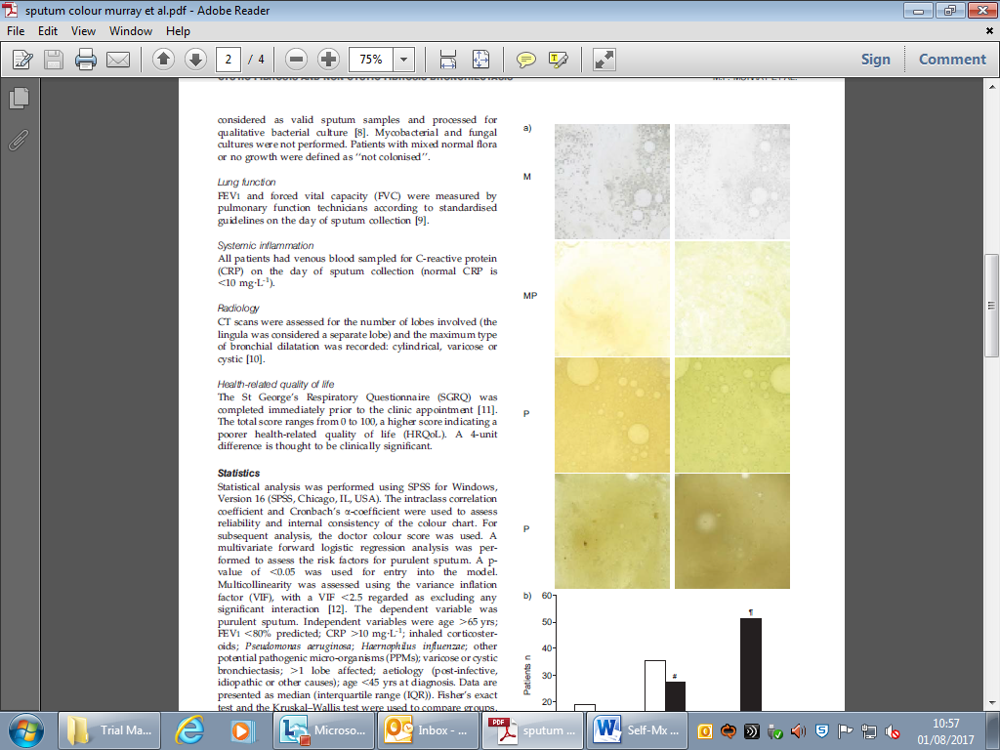 sputum colour murray et al.pdf - Adobe Reader
File Edit View Window Help
2 / 4
75%
Sign
Comment
considered as valid sputum samples and processed for
qualitative bacterial culture [8]. Mycobacterial and fungal
cultures were not performed. Patients with mixed normal flora
or no growth were defined as ‘‘not colonised’’.
Lung function
FEV1 and forced vital capacity (FVC) were measured by
pulmonary function technicians according to standardised
guidelines on the day of sputum collection [9].
Systemic inflammation
All patients had venous blood sampled for C-reactive protein
(CRP) on the day of sputum collection (normal CRP is
<10 mg·L-1).
Radiology
CT scans were assessed for the number of lobes involved (the
lingula was considered a separate lobe) and the maximum type
of bronchial dilatation was recorded: cylindrical, varicose or
cystic [10].
Health-related quality of life
The St George's Respiratory Questionnaire (SGRQ) was
completed immediately prior to the clinic appointment [11].
The total score ranges from 0 to 100, a higher score indicating a
poorer health-related quality of life (HRQoL). A 4-unit
difference is thought to be clinically significant.
Statistics
Statistical analysis was performed using SPSS for Windows,
Version 16 (SPSS, Chicago, IL, USA). The intraclass correlation
coefficient and Cronbach's α-coefficient were used to assess
reliability and internal consistency of the colour chart. For
subsequent analysis, the doctor colour score was used. A
multivariate forward logistic regression analysis was per-
formed to assess the risk factors for purulent sputum. A p-
value of <0.05 was used for entry into the model.
Multicollinearity was assessed using the variance inflation
factor (VIF), with a VIF <2.5 regarded as excluding any
significant interaction [12]. The dependent variable was
purulent sputum. Independent variables were age >65 yrs;
FEV1 <80% predicted; CRP >10 mg·L-1; inhaled corticoster-
oids; Pseudomonas aeruginosa; Haemophilus influenzae; other
potential pathogenic micro-organisms (PPMs); varicose or cystic
bronchiectasis; >1 lobe affected; aetiology (post-infective,
idiopathic or other causes); age <45 yrs at diagnosis. Data are
presented as median (interquartile range (IQR)). Fisher's exact
test and the Kruskal–Wallis test were used to compare groups.
a)
M
MP
P
P
b)
60
50
40
30
20
Patients n
#
¶
Trial Ma...
Microso...
Inbox - ...
sputum ...
Self-Mx ...
10:57
01/08/2017